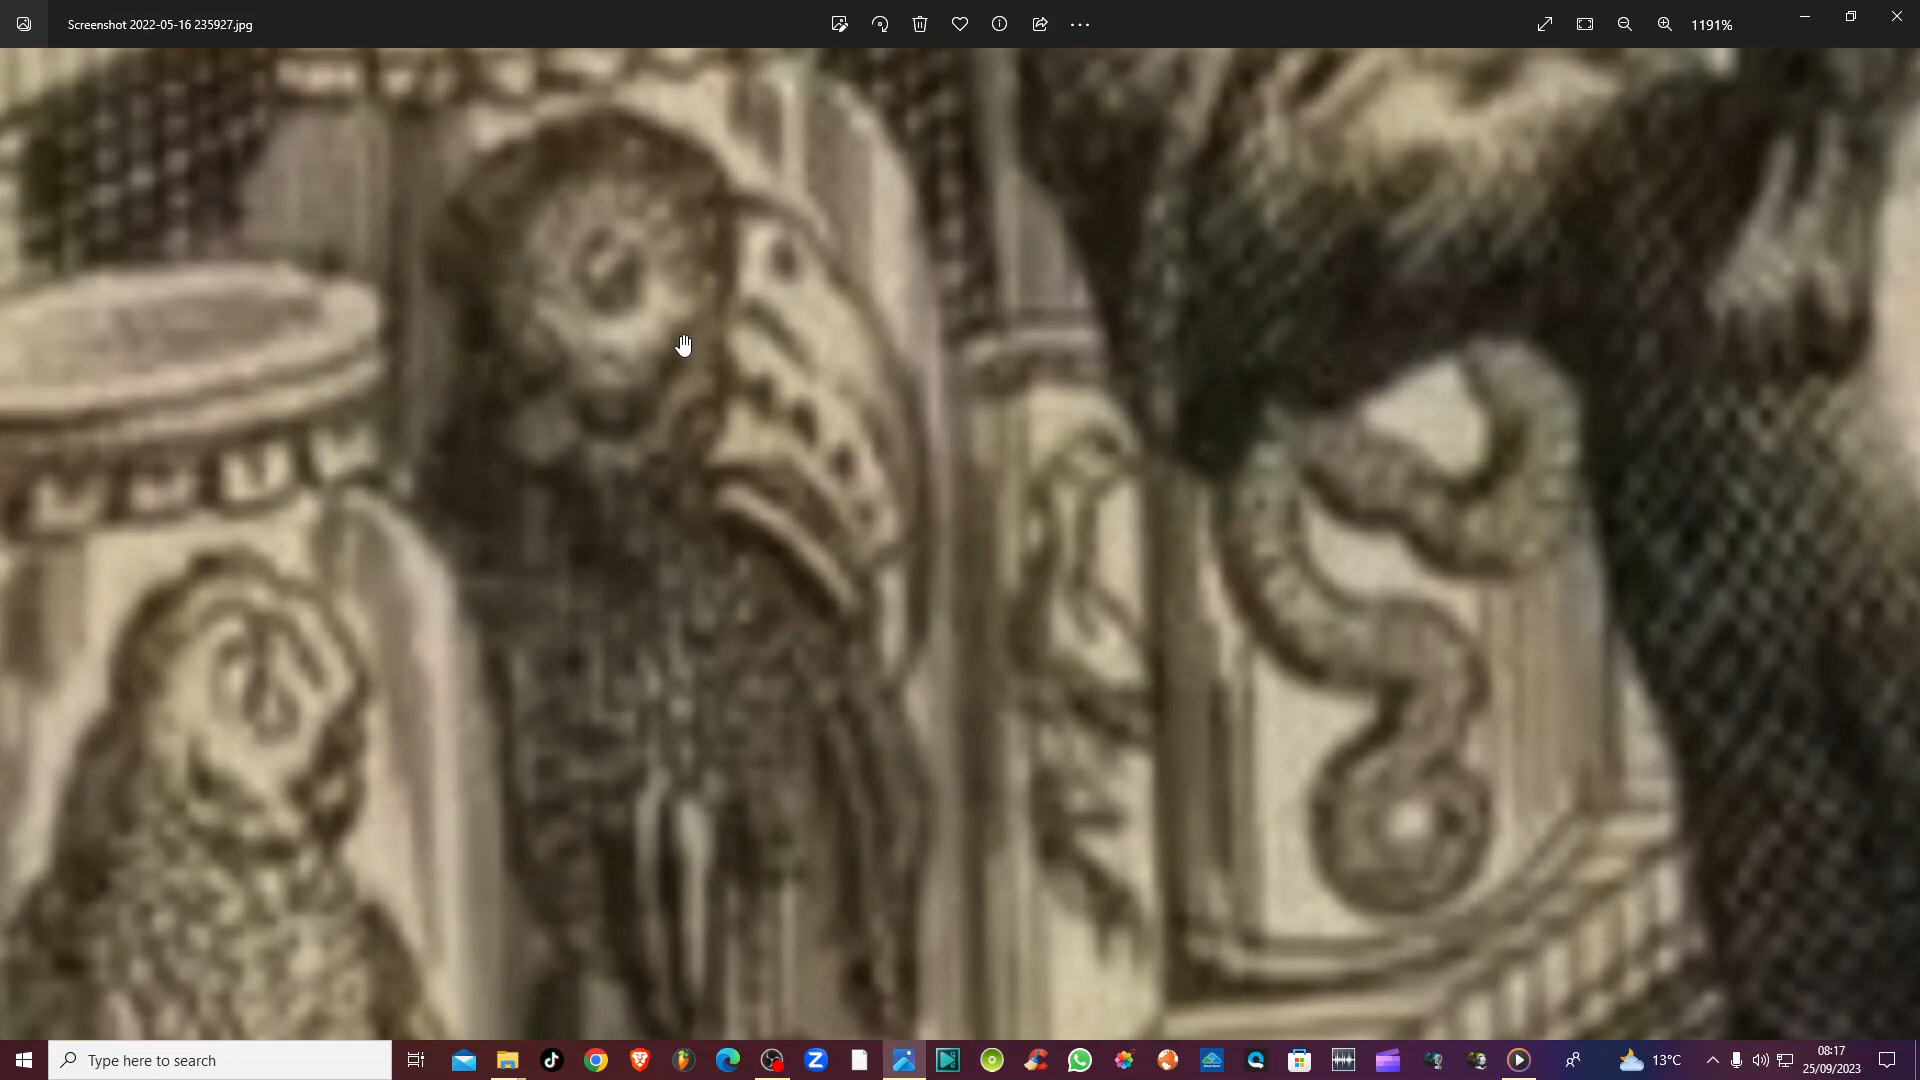 Screenshot 2022-05-16 235927.jpg
1191%
Type here to search
13°C
08:17
25/09/2023